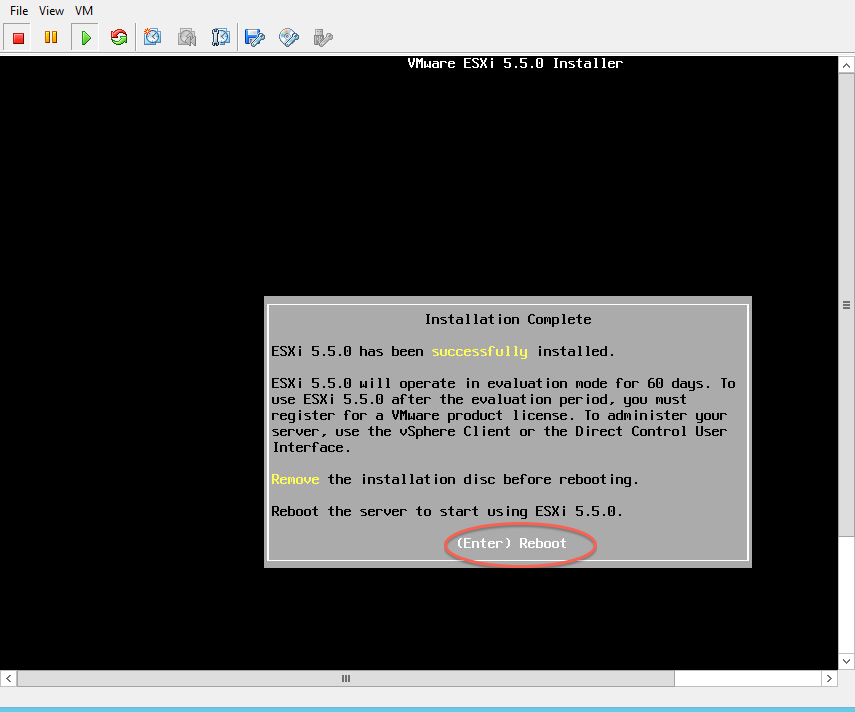 File View VM
VMware ESXi 5.5.0 Installer
Installation Complete
ESXi 5.5.0 has been successfully installed.
ESXi 5.5.0 will operate in evaluation mode for 60 days. To
use ESXi 5.5.0 after the evaluation period, you must
register for a VMware product license. To administer your
server, use the vSphere Client or the Direct Control User
Interface.
Remove the installation disc before rebooting.
Reboot the server to start using ESXi 5.5.0.
(Enter) Reboot